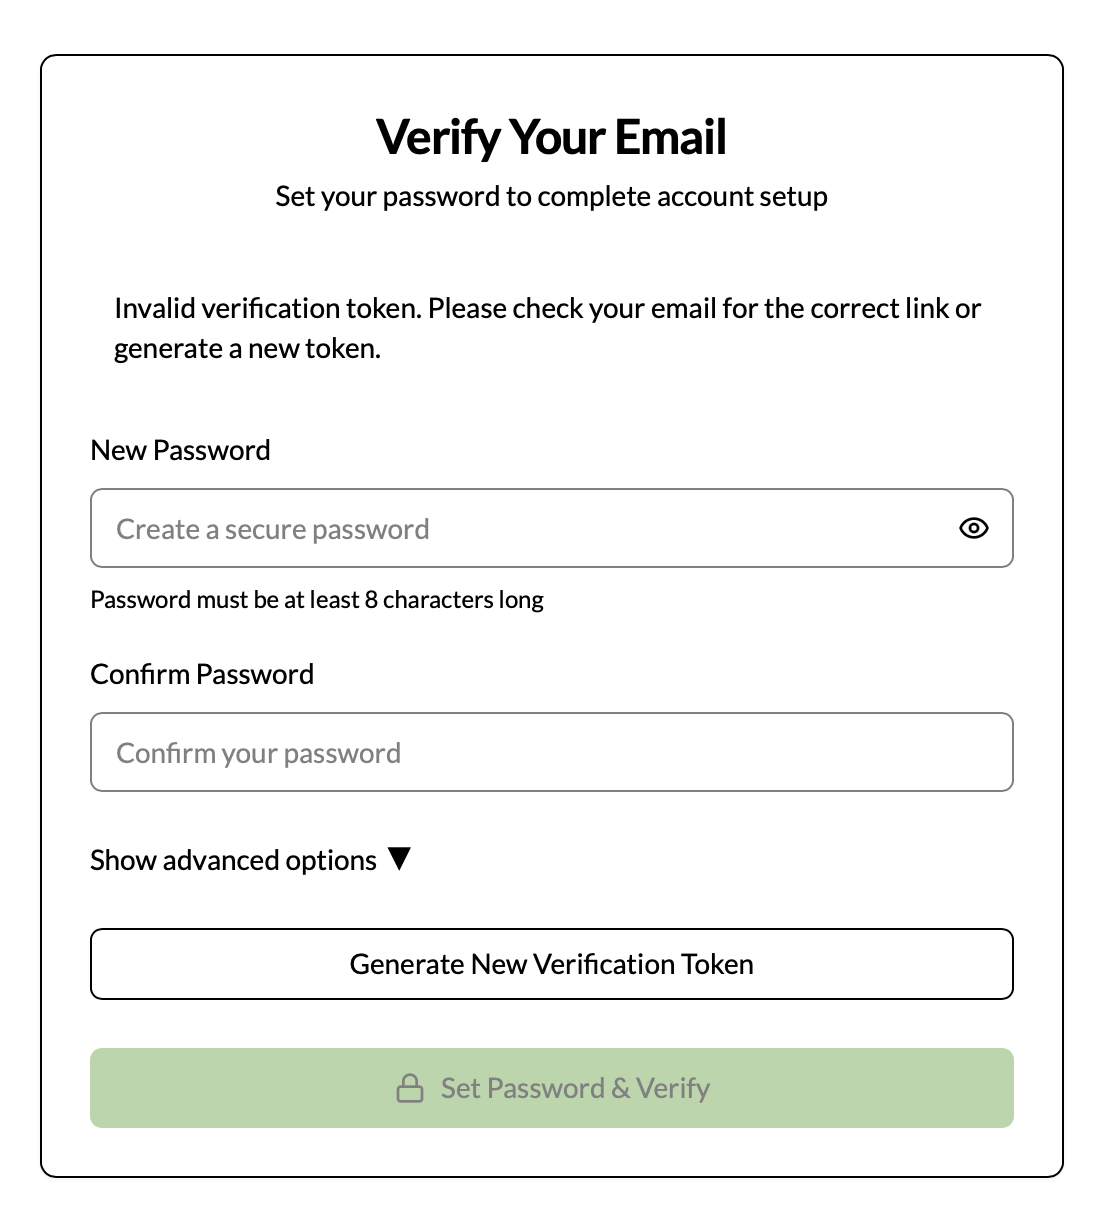 Verify Your Email
Set your password to complete account setup
Invalid verification token. Please check your email for the correct link or
generate a new token.
New Password
Create a secure password
Password must be at least 8 characters long
Confirm Password
Confirm your password
Show advanced options ▼
Generate New Verification Token
Set Password & Verify